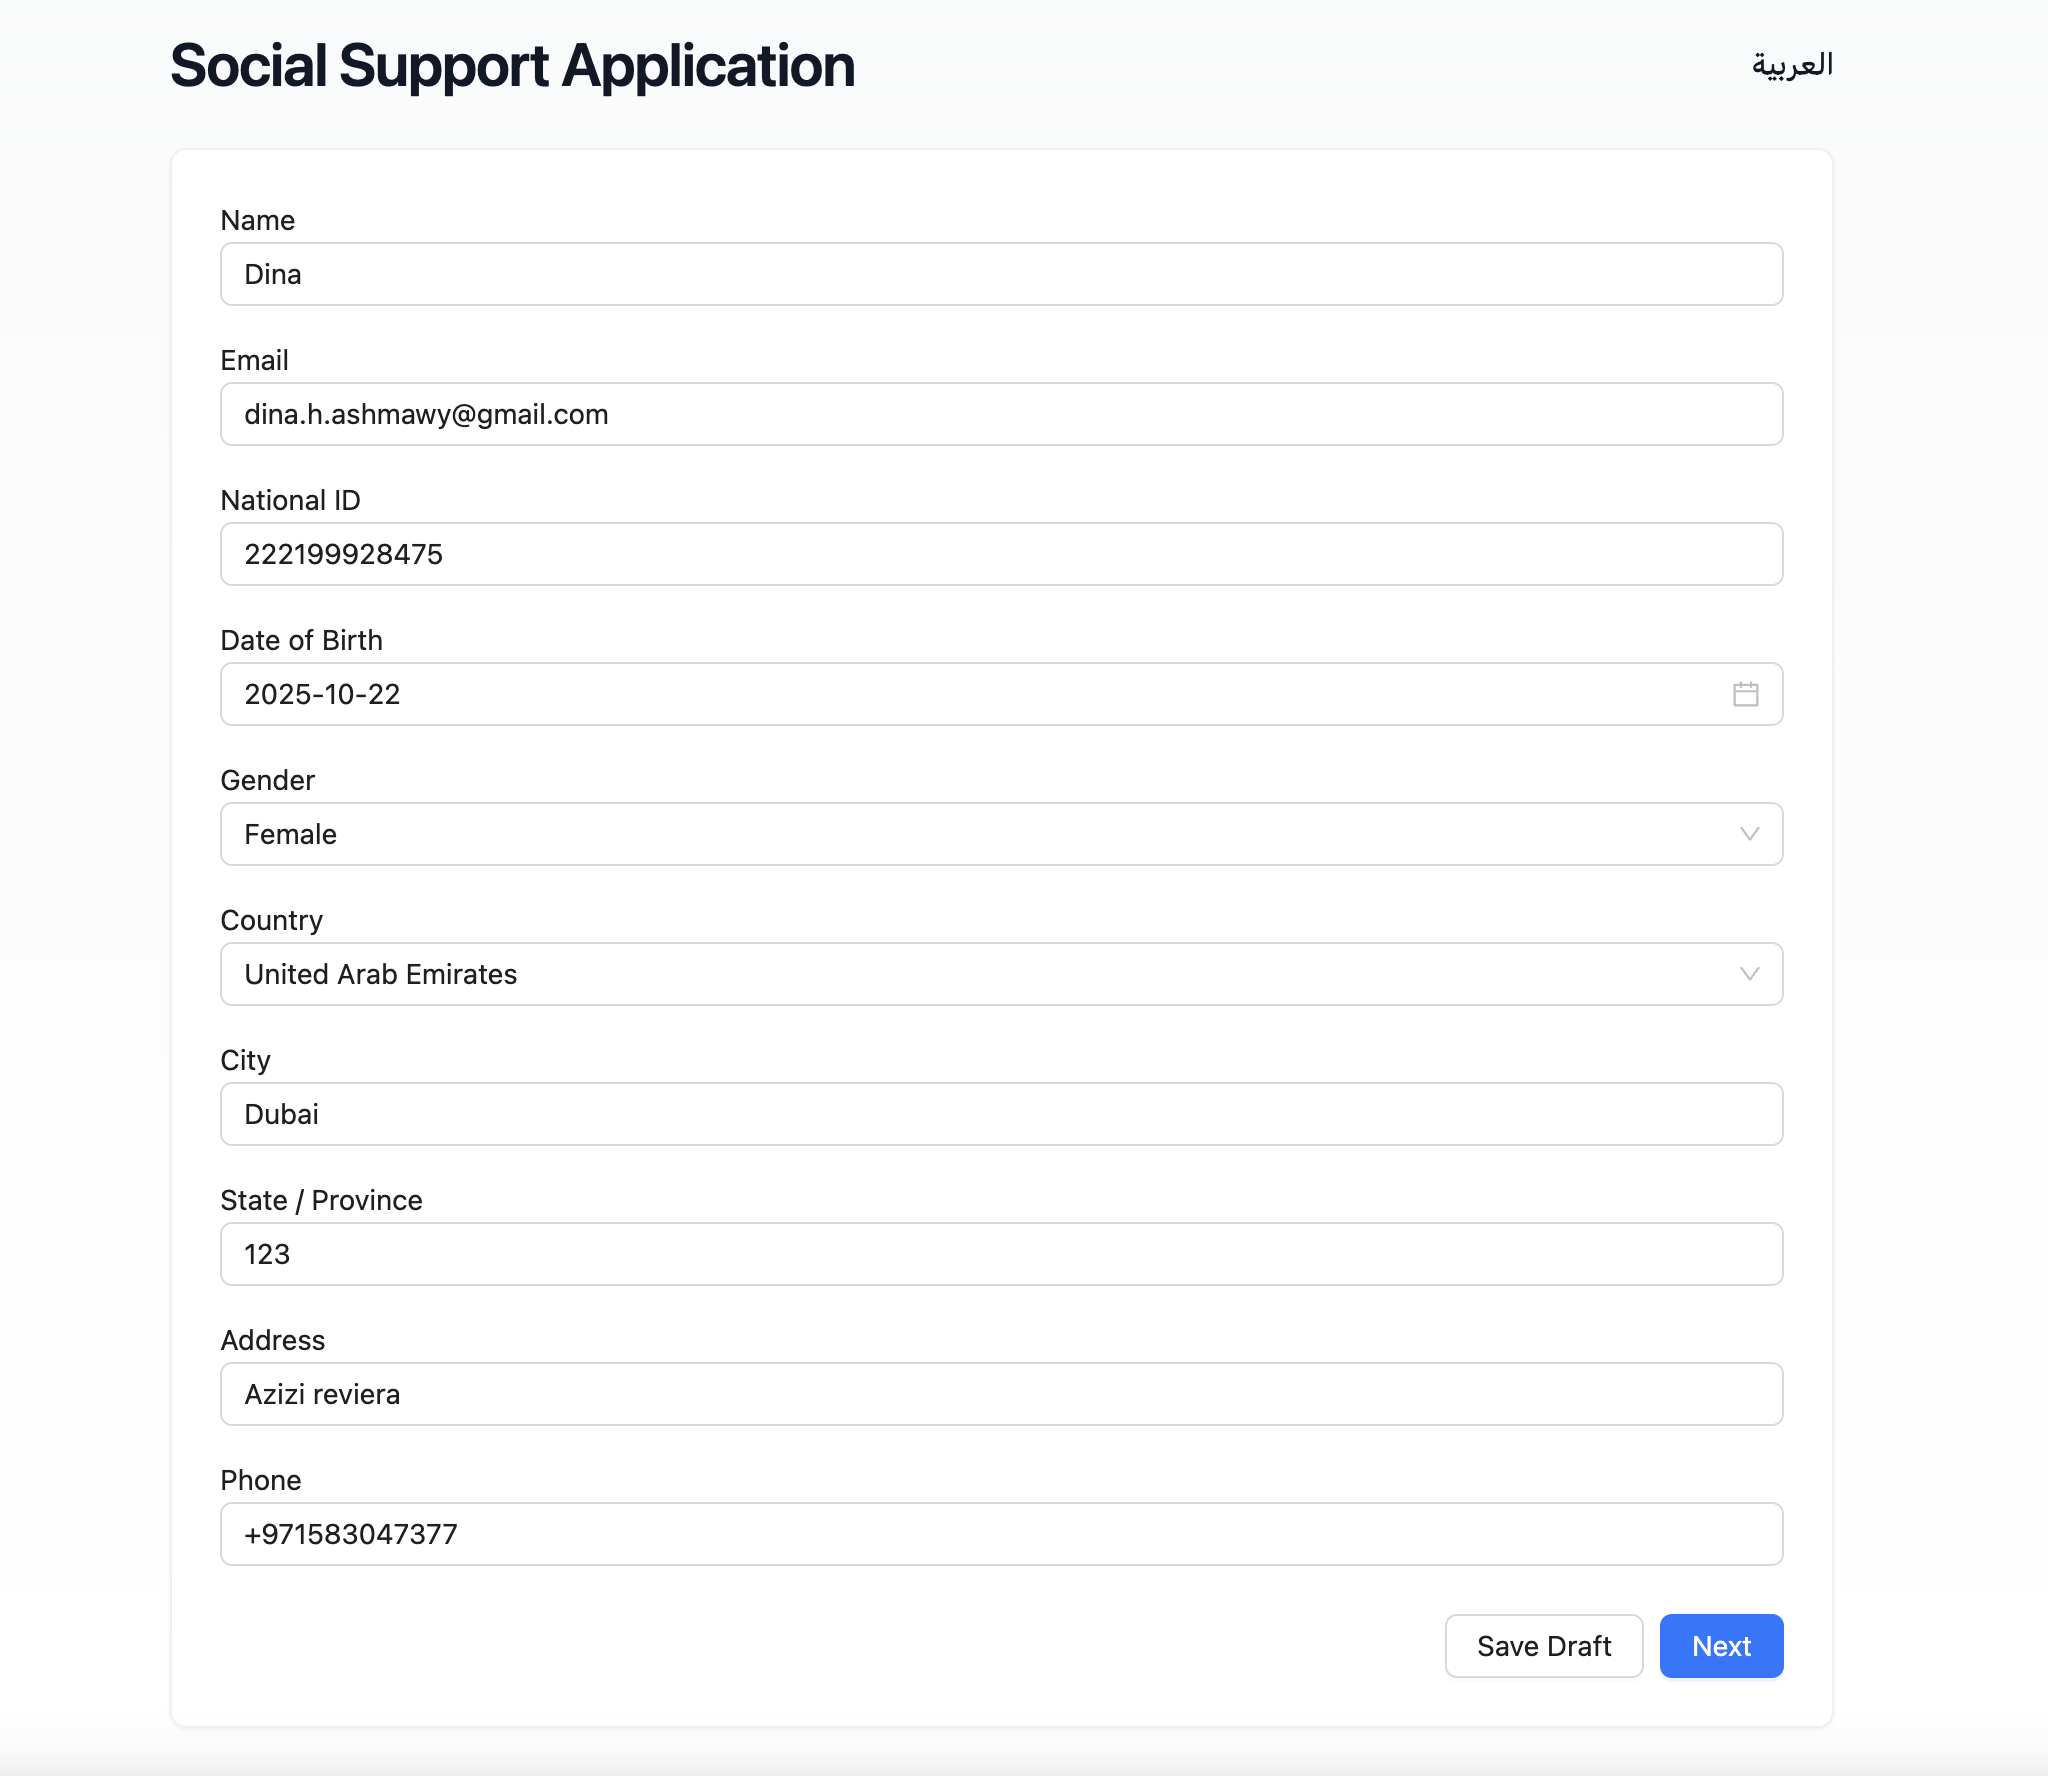 Social Support Application
العربية
Name
Dina
Email
dina.h.ashmawy@gmail.com
National ID
222199928475
Date of Birth
2025-10-22
Gender
Female
Country
United Arab Emirates
City
Dubai
State / Province
123
Address
Azizi reviera
Phone
+971583047377
Save Draft
Next